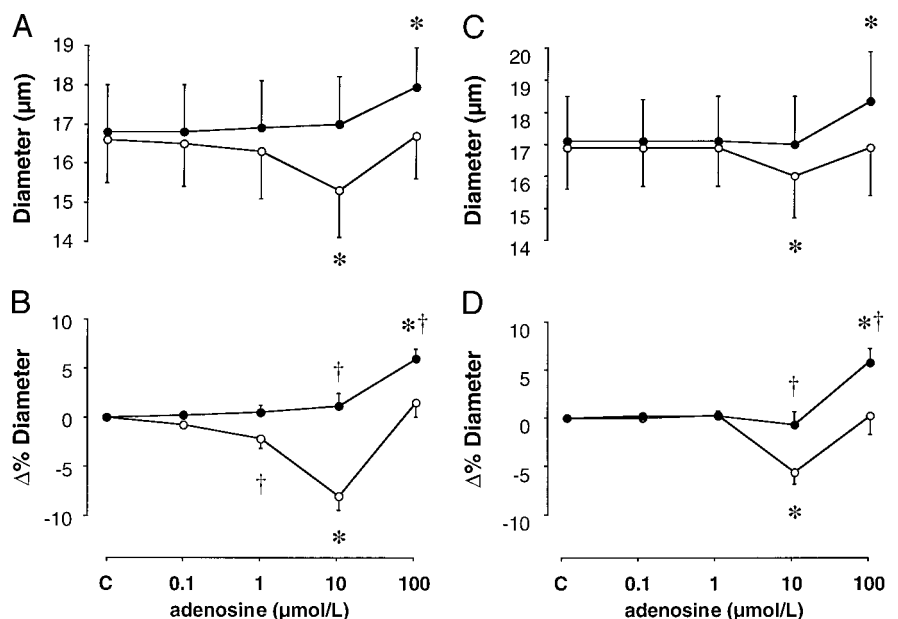 A
C
*
*
19
18
17
16
15
14
Diameter (μm)
*
20
19
18
17
16
15
14
Diameter (μm)
*
B
D
10
5
0
-5
-10
Δ% Diameter
†
†
*†
*
10
5
0
-5
-10
Δ% Diameter
†
*†
*
C 0.1 1 10 100
adenosine (μmol/L)
C 0.1 1 10 100
adenosine (μmol/L)